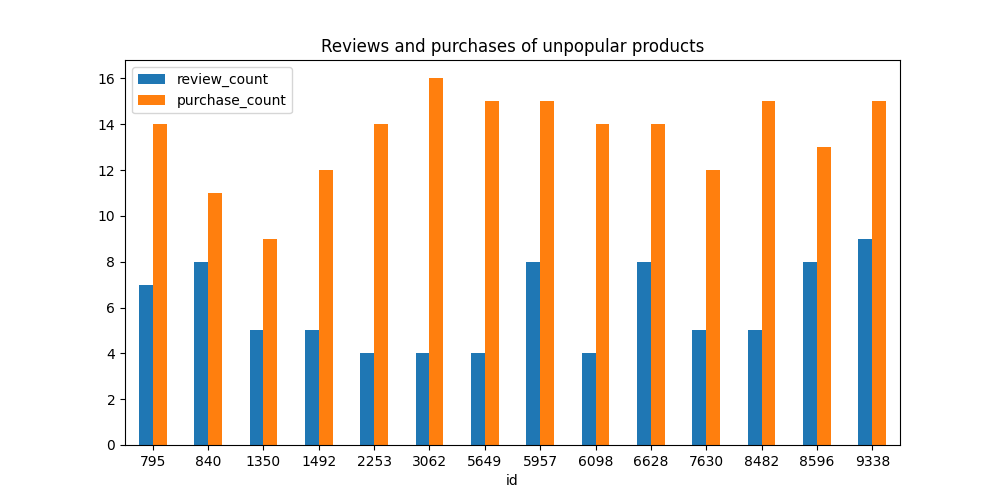 Reviews and purchases of unpopular products
review_count
purchase_count
16
14
12
10
8
6
4
2
0
795 840 1350 1492 2253 3062 5649 5957 6098 6628 7630 8482 8596 9338
id